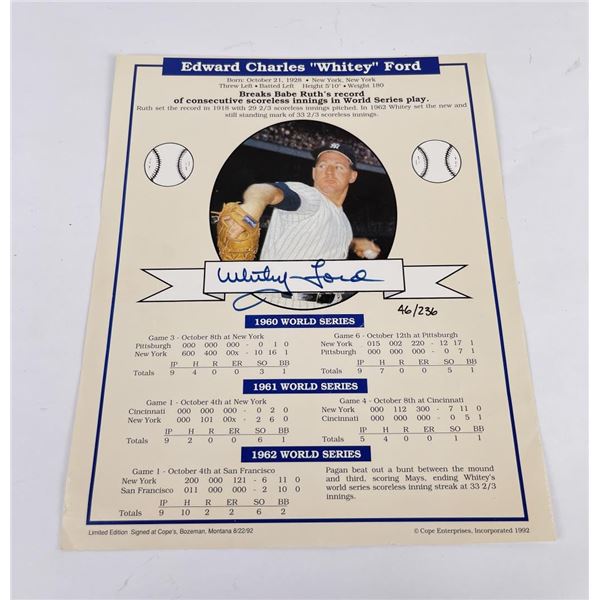 Edward Charles "Whitey" Ford
Born: October 21, 1928 • New York, New York
Threw Left • Batted Left Height 5'10" • Weight 180
Breaks Babe Ruth's record
of consecutive scoreless innings in World Series play.
Ruth set the record in 1918 with 29 2/3 scoreless innings pitched. In 1962 Whitey set the new and
still standing mark of 33 2/3 scoreless innings.
Whitey Ford
46/236
1960 WORLD SERIES
Game 3 - October 8th at New York
Pittsburgh 000 000 000 - 0 1 0
New York 600 400 00x - 10 16 1
IP H R ER SO BB
Totals 9 4 0 0 3 1
Game 6 - October 12th at Pittsburgh
New York 015 002 220 - 12 17 1
Pittsburgh 000 000 000 - 0 7 1
IP H R ER SO BB
Totals 9 7 0 0 5 1
1961 WORLD SERIES
Game 1 - October 4th at New York
Cincinnati 000 000 000 - 0 2 0
New York 000 101 00x - 2 6 0
IP H R ER SO BB
Totals 9 2 0 0 6 1
Game 4 - October 8th at Cincinnati
New York 000 112 300 - 7 11 0
Cincinnati 000 000 000 - 0 5 1
IP H R ER SO BB
Totals 5 4 0 0 1 1
1962 WORLD SERIES
Game 1 - October 4th at San Francisco
New York 200 000 121 - 6 11 0
San Francisco 011 000 000 - 2 10 0
IP H R ER SO BB
Totals 9 10 2 2 6 2
Pagan beat out a bunt between the mound
and third, scoring Mays, ending Whitey's
world series scoreless inning streak at 33 2/3
innings.
Limited Edition Signed at Cope's, Bozeman, Montana 8/22/92
© Cope Enterprises, Incorporated 1992